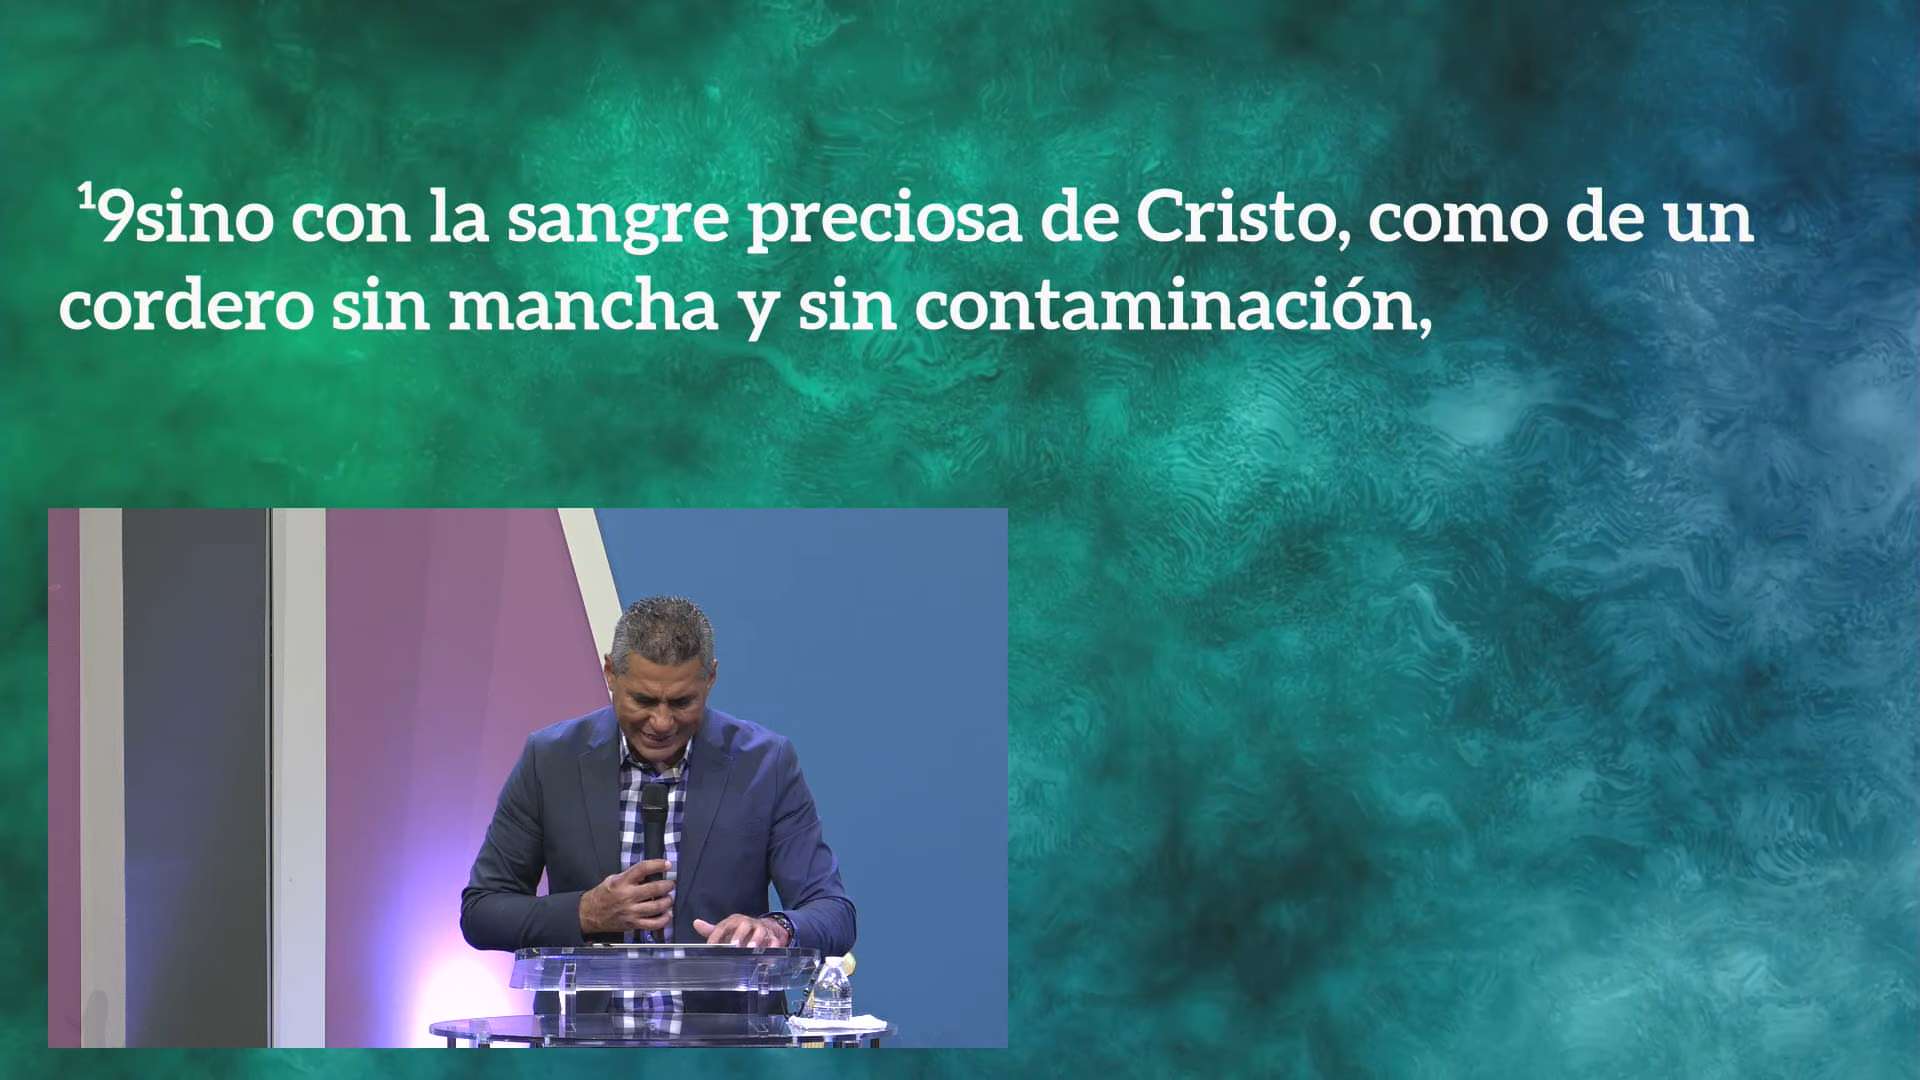 ¹9sino con la sangre preciosa de Cristo, como de un
cordero sin mancha y sin contaminación,